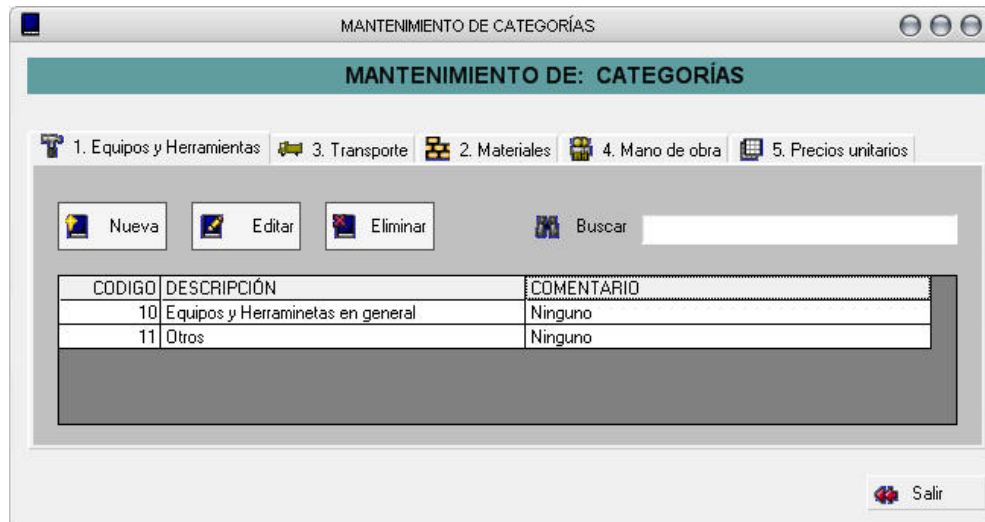 MANTENIMIENTO DE CATEGORÍAS
MANTENIMIENTO DE: CATEGORÍAS
1. Equipos y Herramientas 3. Transporte 2. Materiales 4. Mano de obra 5. Precios unitarios
Nueva Editar Eliminar Buscar
CODIGO DESCRIPCIÓN COMENTARIO
10 Equipos y Herraminetas en general Ninguno
11 Otros Ninguno
Salir